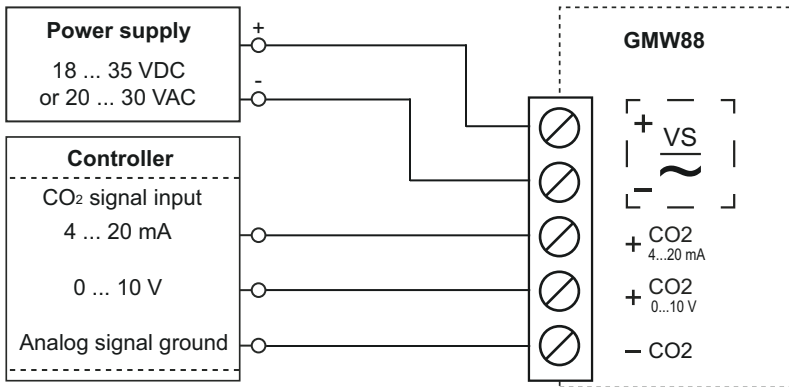 Power supply
18 ... 35 VDC
or 20 ... 30 VAC
+
-
Controller
CO2 signal input
4 ... 20 mA
0 ... 10 V
Analog signal ground
GMW88
+
VS
–
+ CO2
4...20 mA
+ CO2
0...10 V
– CO2